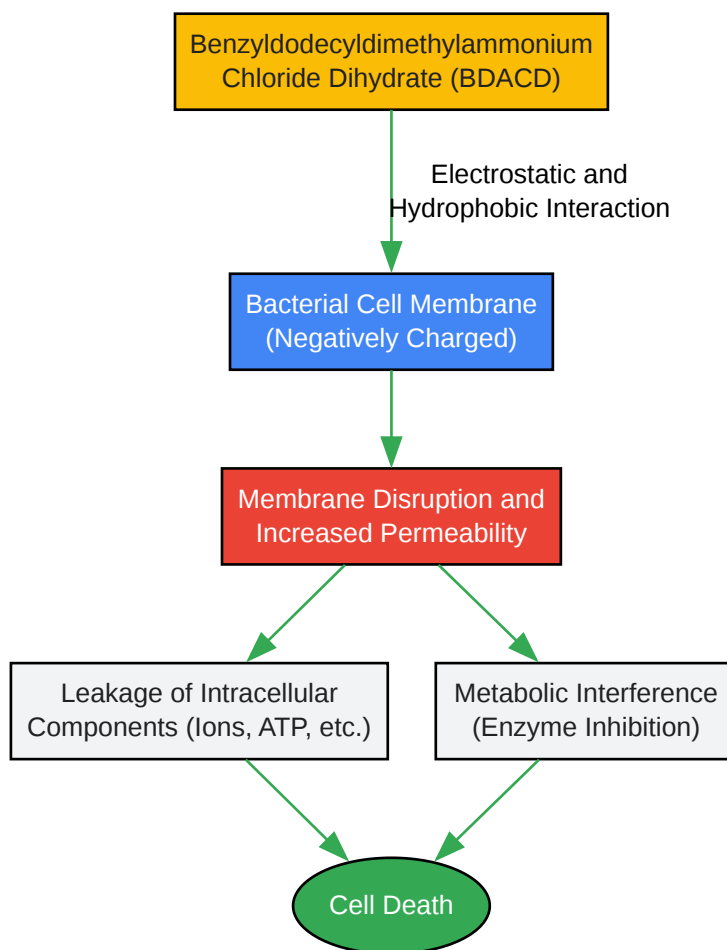 Benzyldodecyldimethylammonium
Chloride Dihydrate (BDACD)
Electrostatic and
Hydrophobic Interaction
Bacterial Cell Membrane
(Negatively Charged)
Membrane Disruption and
Increased Permeability
Leakage of Intracellular
Components (Ions, ATP, etc.)
Metabolic Interference
(Enzyme Inhibition)
Cell Death